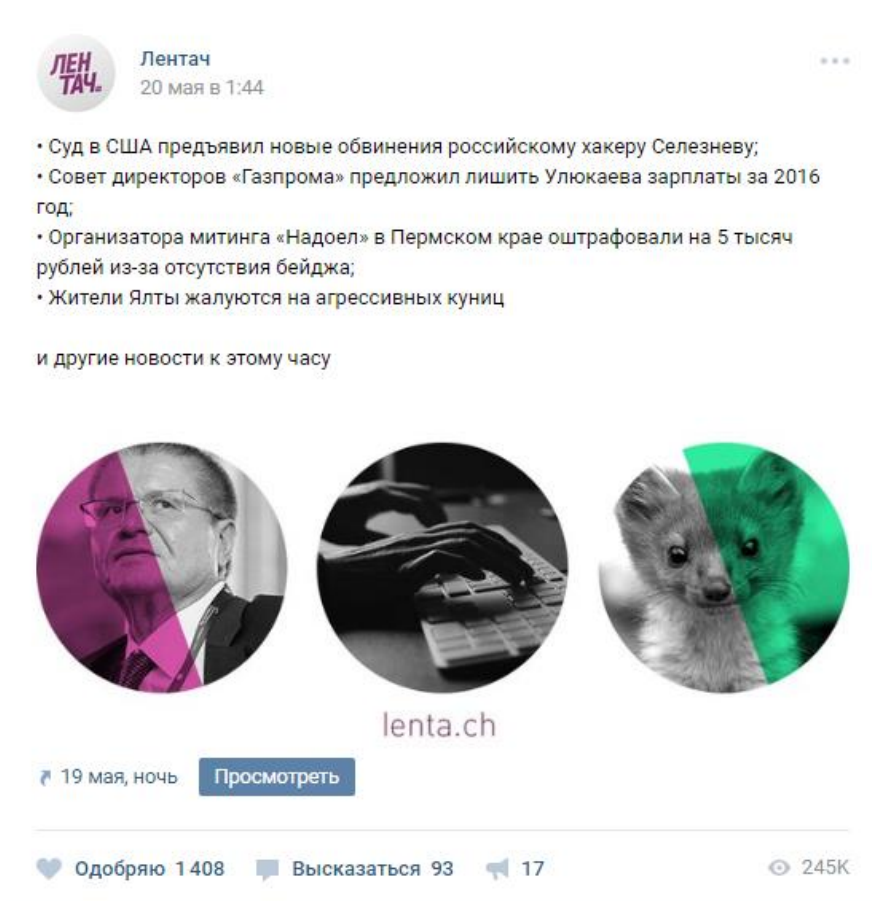 ЛЕН
ТАЧ.
Лентач
20 мая в 1:44
• Суд в США предъявил новые обвинения российскому хакеру Селезневу;
• Совет директоров «Газпрома» предложил лишить Улюкаева зарплаты за 2016
год;
• Организатора митинга «Надоел» в Пермском крае оштрафовали на 5 тысяч
рублей из-за отсутствия бейджа;
• Жители Ялты жалуются на агрессивных куниц
и другие новости к этому часу
lenta.ch
19 мая, ночь Просмотреть
Одобряю 1 408 Высказаться 93 17 245K